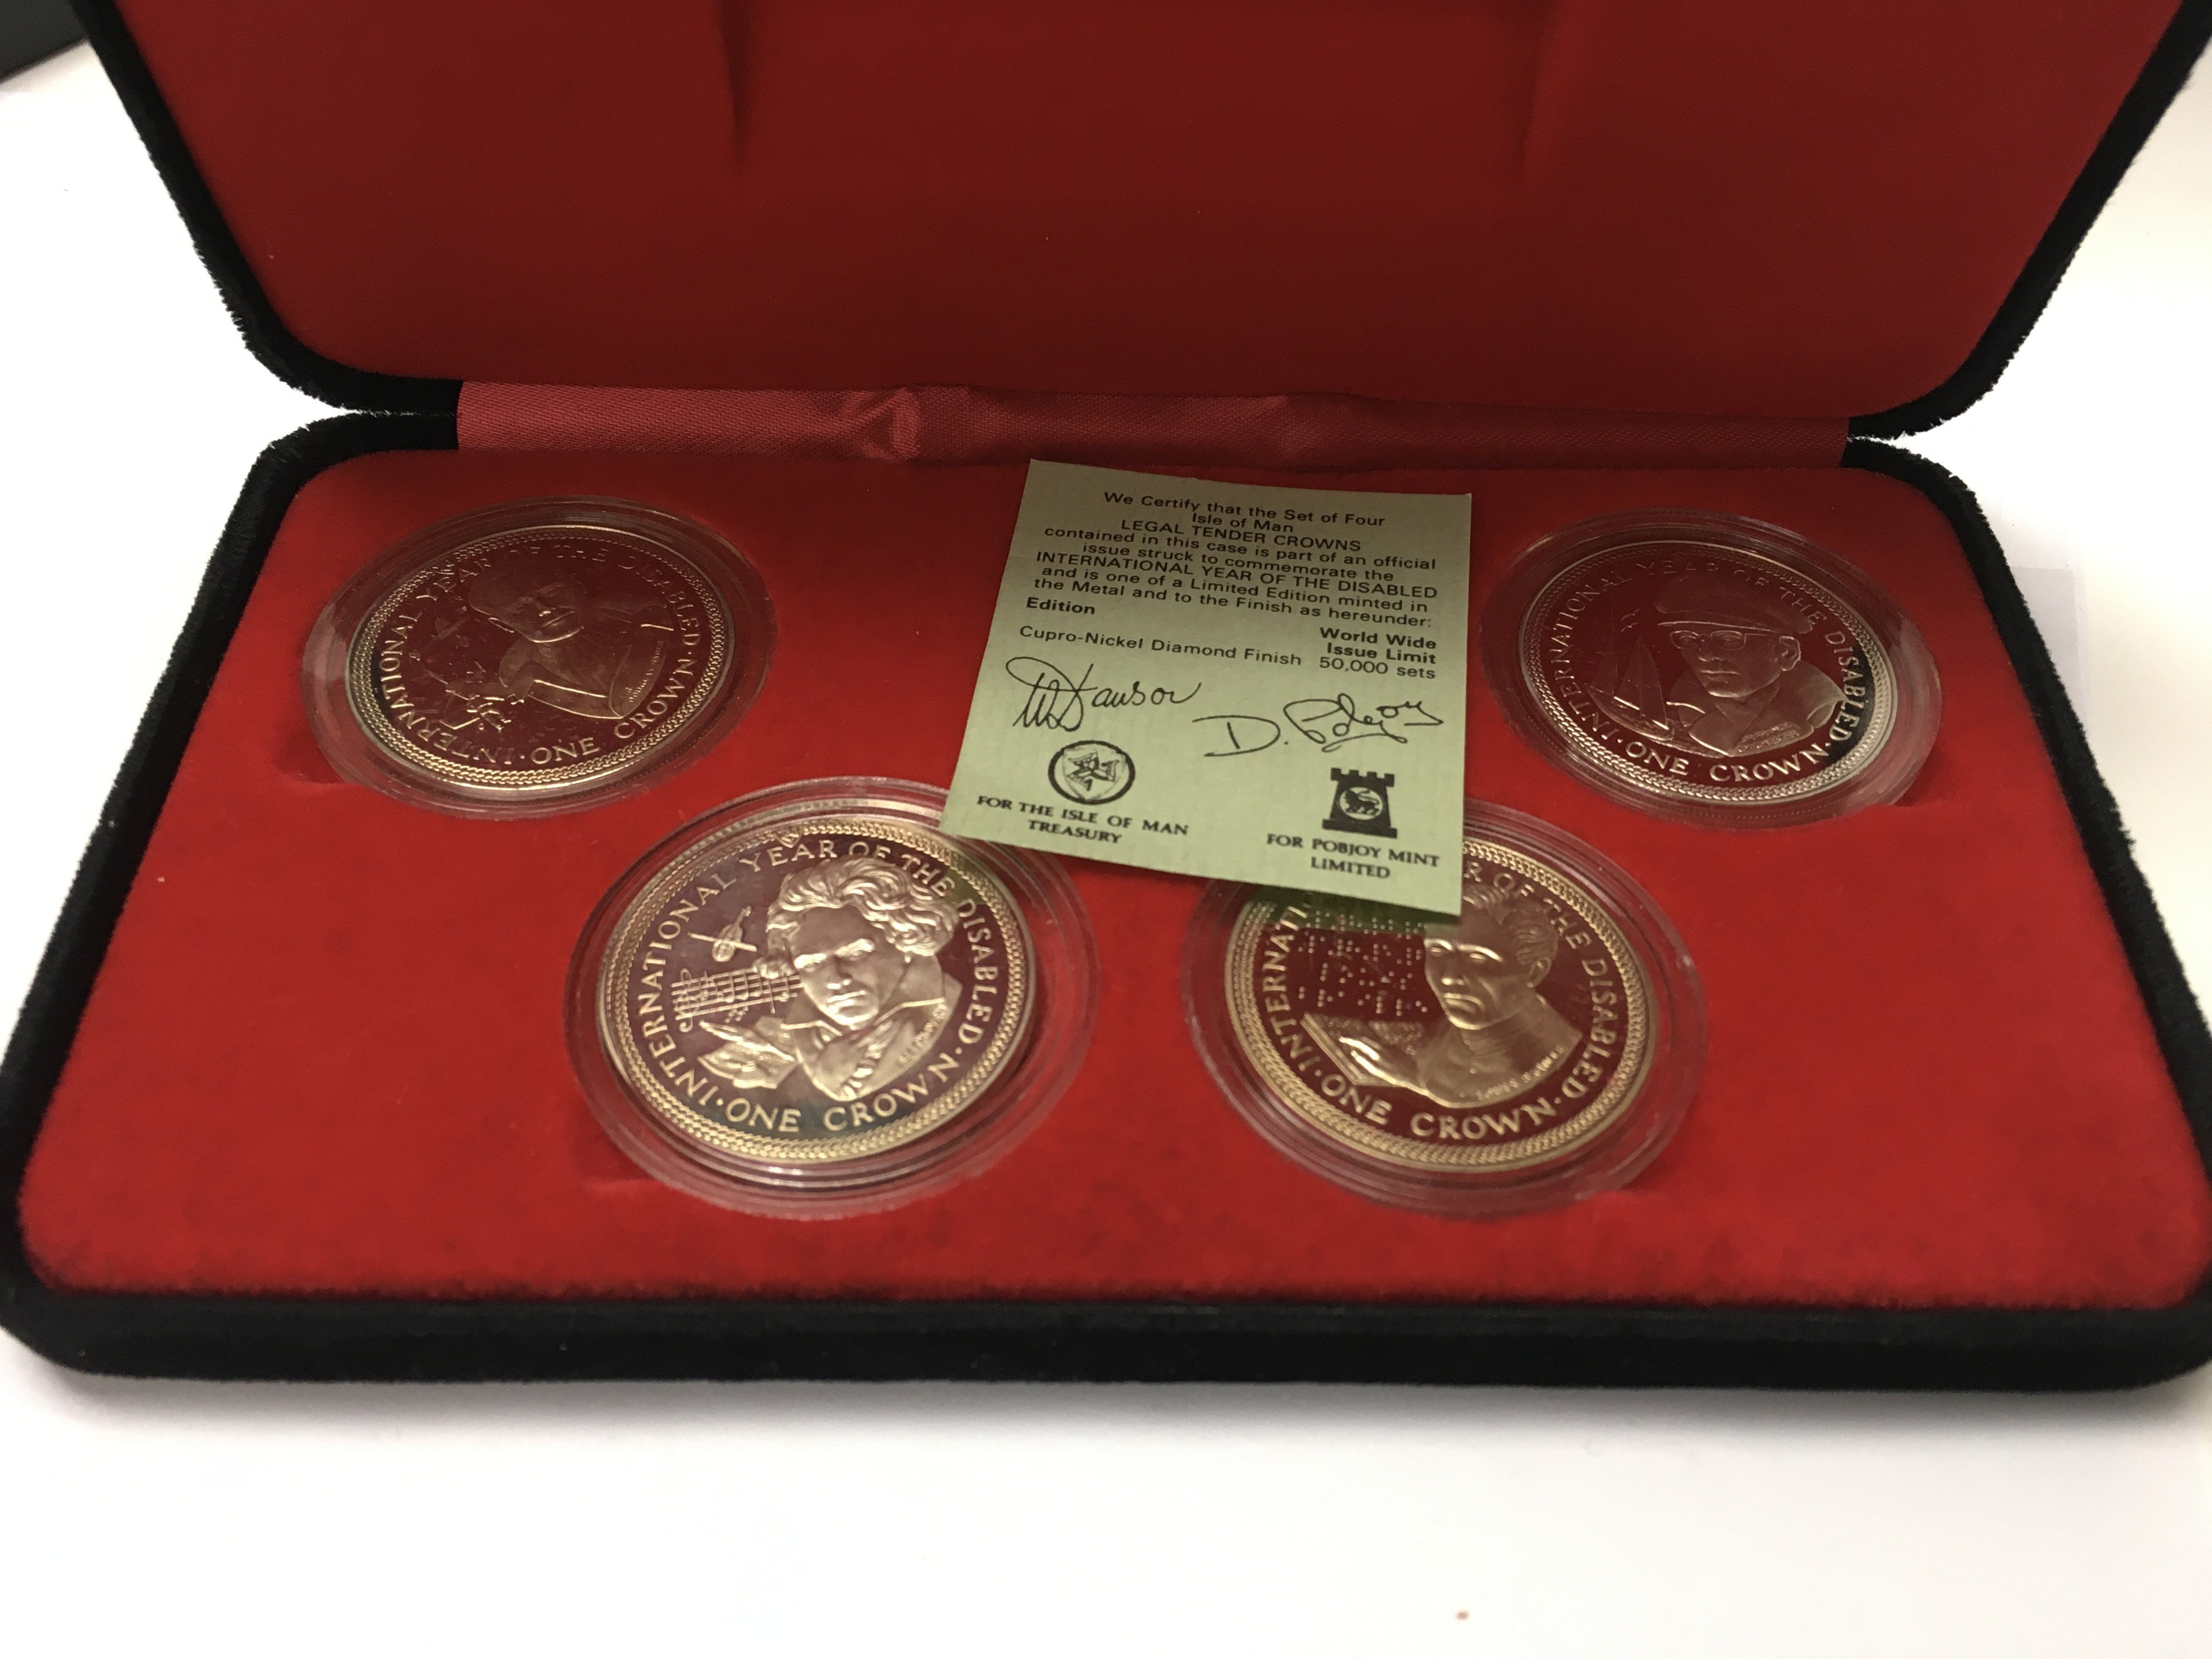 We Certify that the Set of Four
Isle of Man
LEGAL TENDER CROWNS
contained in this case is part of an official
issue struck to commemorate the
INTERNATIONAL YEAR OF THE DISABLED
and is one of a Limited Edition minted in
the Metal and to the Finish as hereunder:
Edition
World Wide
Issue Limit
Cupro-Nickel Diamond Finish 50,000 sets
D. Pobjoy
FOR THE ISLE OF MAN
TREASURY
FOR POBJOY MINT
LIMITED
INTERNATIONAL YEAR OF THE DISABLED
ONE CROWN
INTERNATIONAL YEAR OF THE DISABLED
ONE CROWN
INTERNATIONAL YEAR OF THE DISABLED
ONE CROWN
INTERNATI R OF THE DISABLED
ONE CROWN